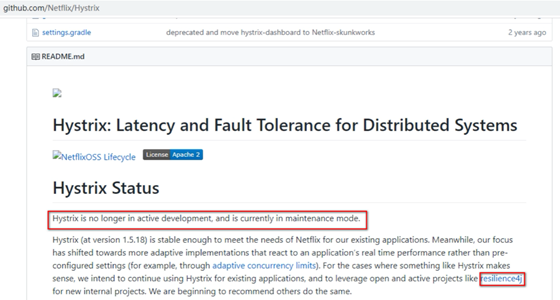 github.com/Netflix/Hystrix
settings.gradle deprecated and move hystrix-dashboard to Netflix-skunkworks 2 years ago
README.md
Hystrix: Latency and Fault Tolerance for Distributed Systems
NetflixOSS Lifecycle License Apache 2
Hystrix Status
Hystrix is no longer in active development, and is currently in maintenance mode.
Hystrix (at version 1.5.18) is stable enough to meet the needs of Netflix for our existing applications. Meanwhile, our focus
has shifted towards more adaptive implementations that react to an application's real time performance rather than pre-
configured settings (for example, through adaptive concurrency limits). For the cases where something like Hystrix makes
sense, we intend to continue using Hystrix for existing applications, and to leverage open and active projects like resilience4j
for new internal projects. We are beginning to recommend others do the same.